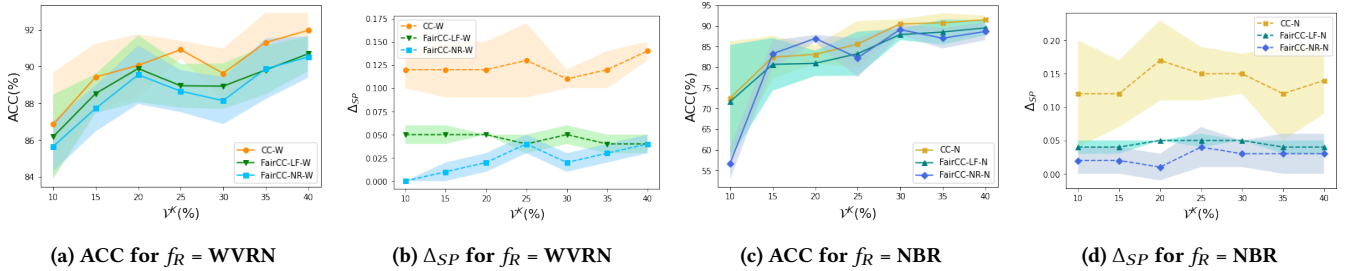 ACC(%)
92
90
88
86
84
CC-W
FairCC-LF-W
FairCC-NR-W
10 15 20 25 30 35 40
𝒱ᴷ(%)
(a) ACC for f_R = WVRN
Δ_SP
0.175
0.150
0.125
0.100
0.075
0.050
0.025
0.000
CC-W
FairCC-LF-W
FairCC-NR-W
10 15 20 25 30 35 40
𝒱ᴷ(%)
(b) Δ_SP for f_R = WVRN
ACC(%)
95
90
85
80
75
70
65
60
55
CC-N
FairCC-LF-N
FairCC-NR-N
10 15 20 25 30 35 40
𝒱ᴷ(%)
(c) ACC for f_R = NBR
Δ_SP
0.20
0.15
0.10
0.05
0.00
CC-N
FairCC-LF-N
FairCC-NR-N
10 15 20 25 30 35 40
𝒱ᴷ(%)
(d) Δ_SP for f_R = NBR